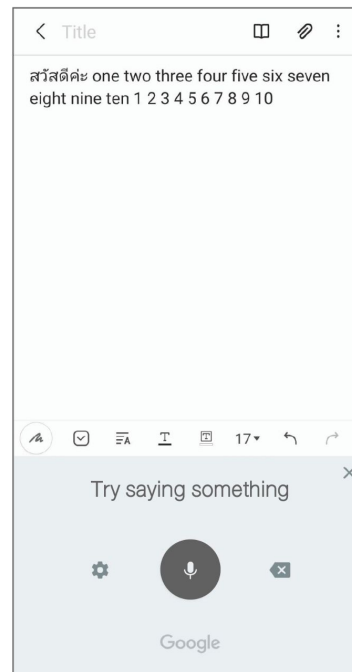 Title
สวัสดีค่ะ one two three four five six seven
eight nine ten 1 2 3 4 5 6 7 8 9 10
17
Try saying something
Google